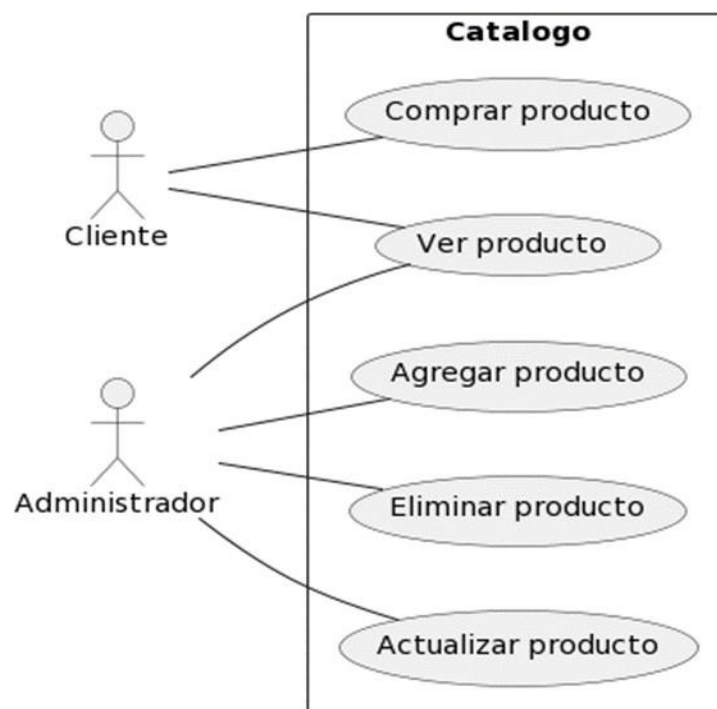 Catalogo
Comprar producto
Cliente
Ver producto
Agregar producto
Administrador
Eliminar producto
Actualizar producto